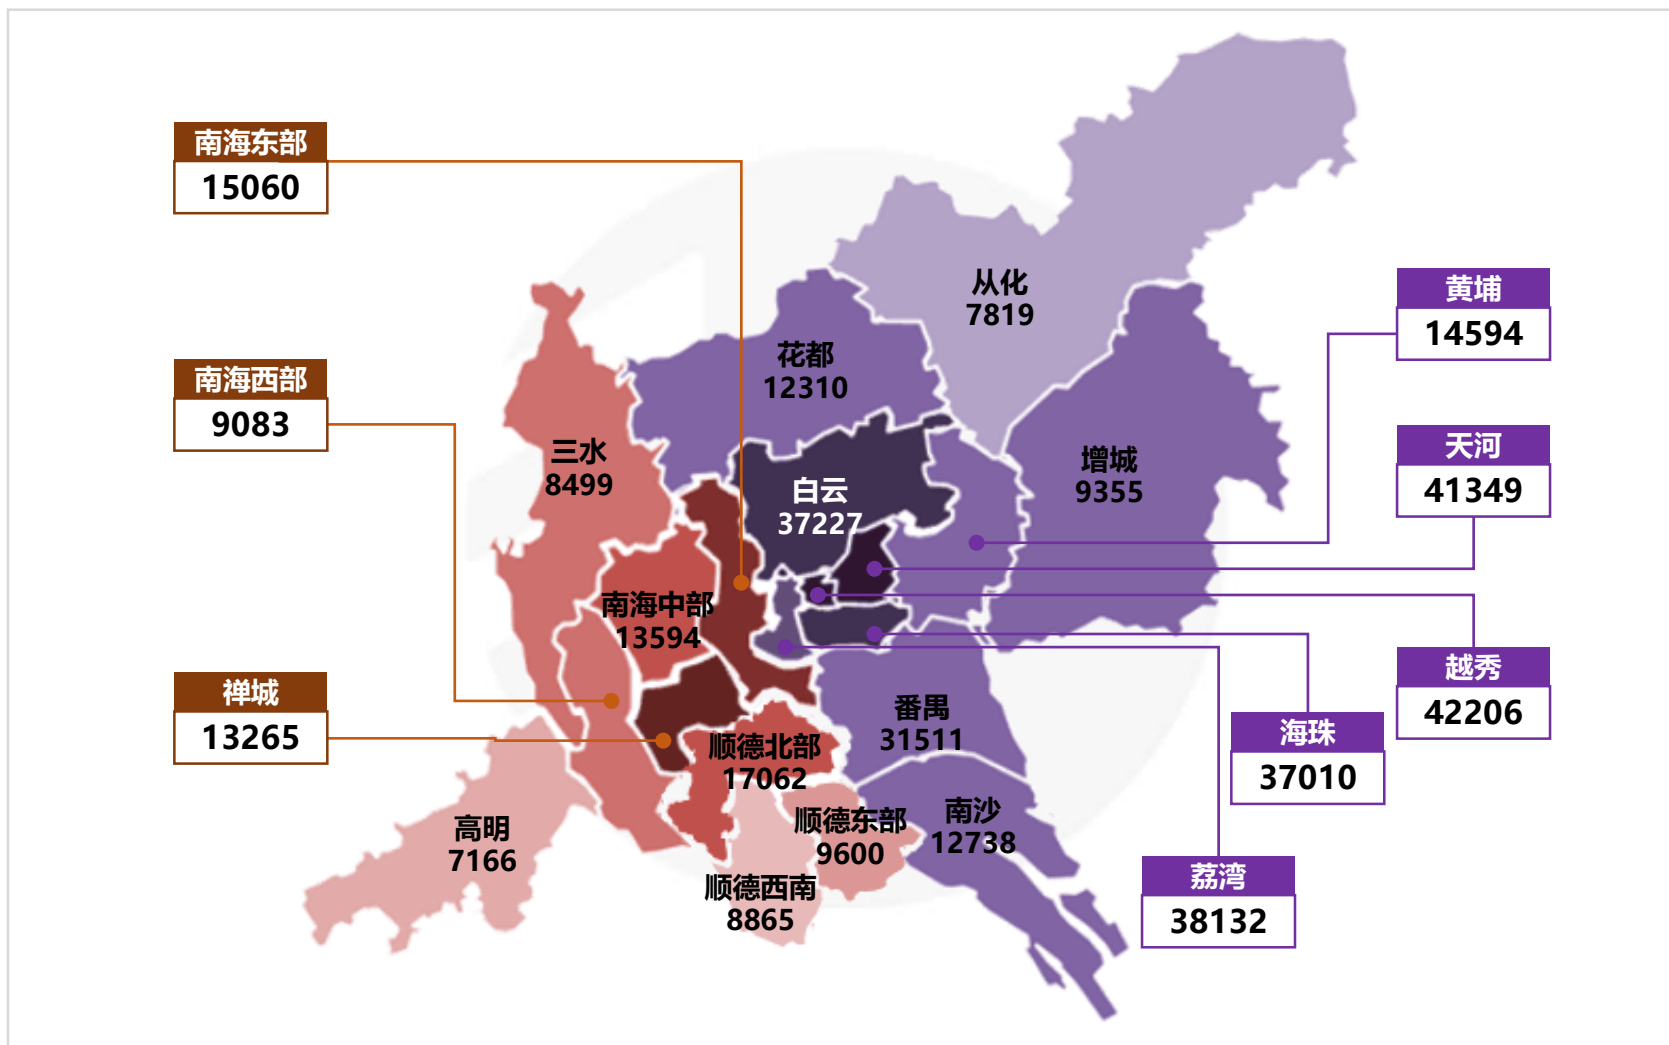 南海东部
15060
从化
7819
黄埔
14594
花都
12310
南海西部
9083
三水
8499
增城
9355
天河
41349
白云
37227
南海中部
13594
禅城
13265
越秀
42206
番禺
31511
海珠
37010
顺德北部
17062
高明
7166
顺德东部
9600
南沙
12738
顺德西南
8865
荔湾
38132